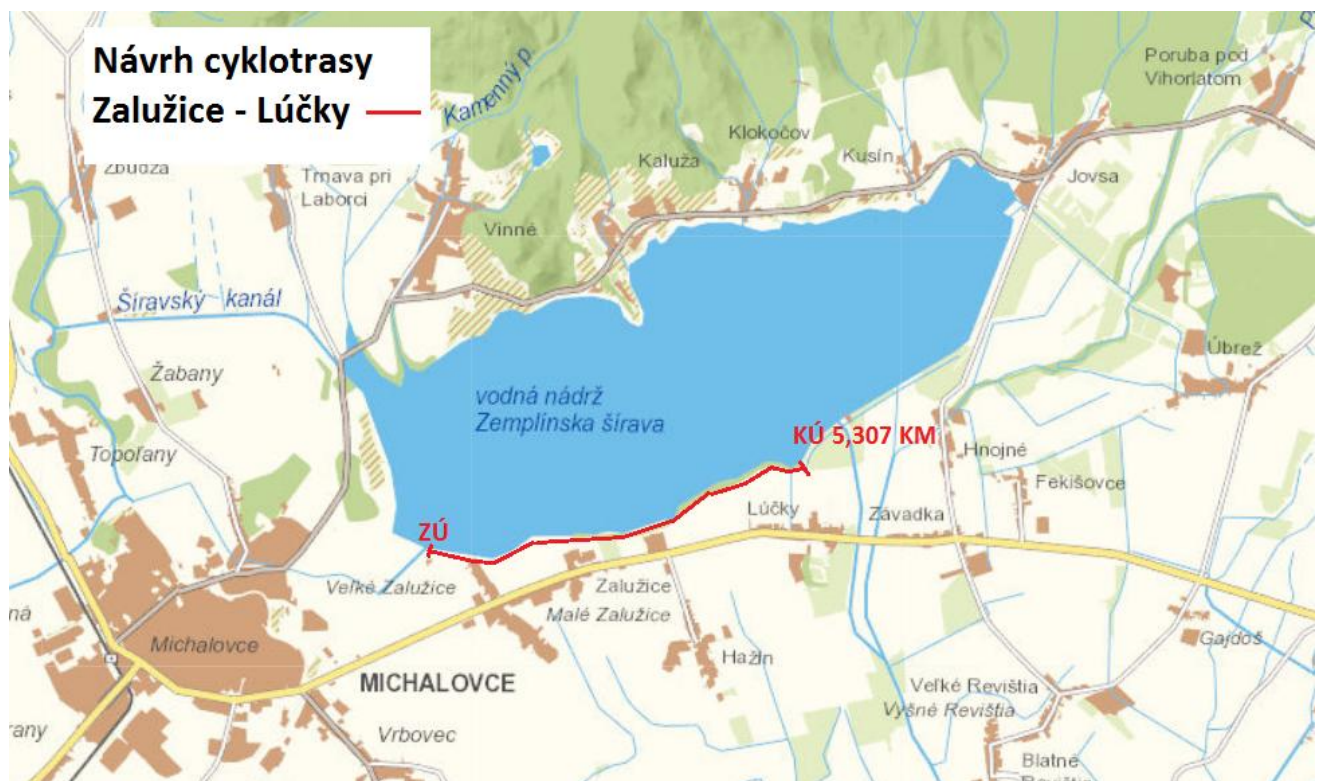 Návrh cyklotrasy
Zalužice - Lúčky
Kamenný p.
Poruba pod
Vihorlatom
Klokočov
Kaluža
Kusín
Zbudza
Trnava pri
Laborci
Jovsa
Vinné
Šíravský kanál
Žabany
vodná nádrž
Zemplínska šírava
Úbrež
KÚ 5,307 KM
Topoľany
Hnojné
Fekišovce
Lúčky
Závadka
ZÚ
Veľké Zalužice
Zalužice
Malé Zalužice
Michalovce
Gajdoš
Hažín
MICHALOVCE
Veľké Revištia
Vyšné Revištia
Vrbovec
Blatné